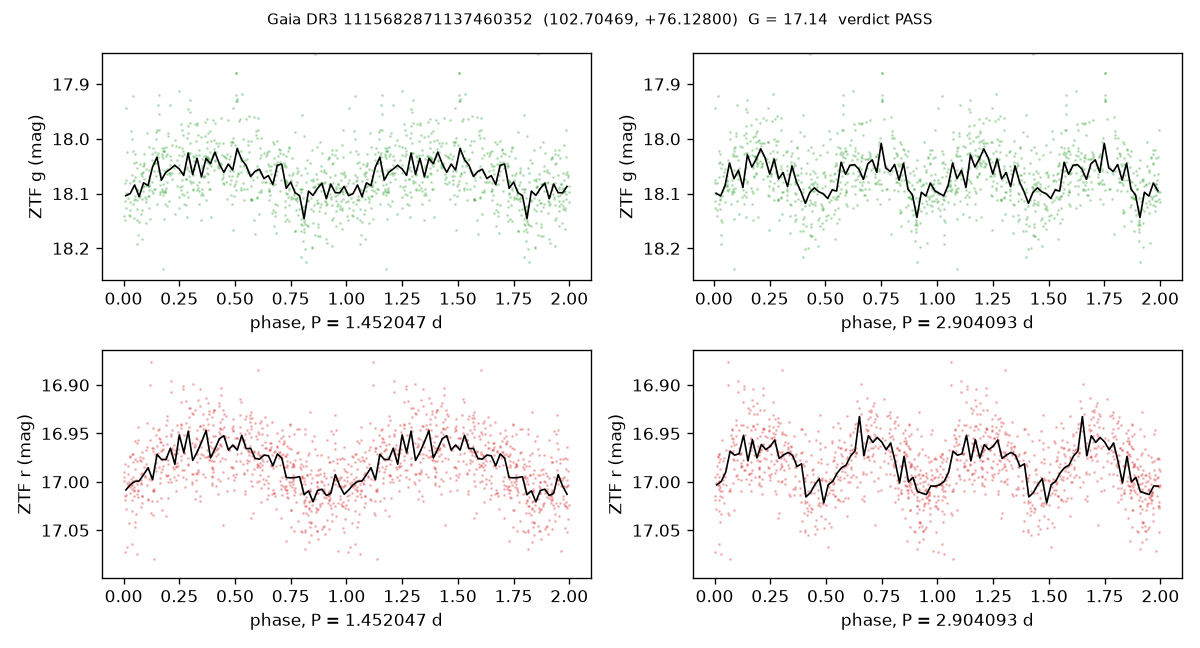 Gaia DR3 1115682871137460352 (102.70469, +76.12800) G = 17.14 verdict PASS
ZTF g (mag)
17.9
18.0
18.1
18.2
0.00 0.25 0.50 0.75 1.00 1.25 1.50 1.75 2.00
phase, P = 1.452047 d
ZTF g (mag)
17.9
18.0
18.1
18.2
0.00 0.25 0.50 0.75 1.00 1.25 1.50 1.75 2.00
phase, P = 2.904093 d
ZTF r (mag)
16.90
16.95
17.00
17.05
0.00 0.25 0.50 0.75 1.00 1.25 1.50 1.75 2.00
phase, P = 1.452047 d
ZTF r (mag)
16.90
16.95
17.00
17.05
0.00 0.25 0.50 0.75 1.00 1.25 1.50 1.75 2.00
phase, P = 2.904093 d